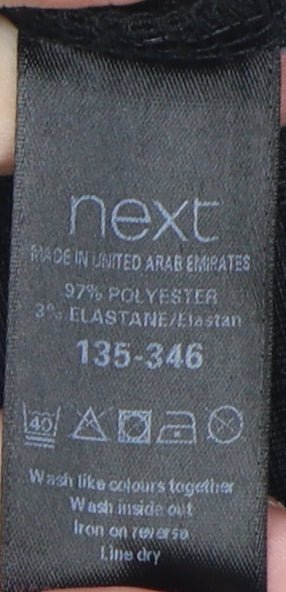 next
MADE IN UNITED ARAB EMIRATES
97% POLYESTER
3% ELASTANE/Elastan
135-346
40
Wash like colours together
Wash inside out
Iron on reverse
Line dry